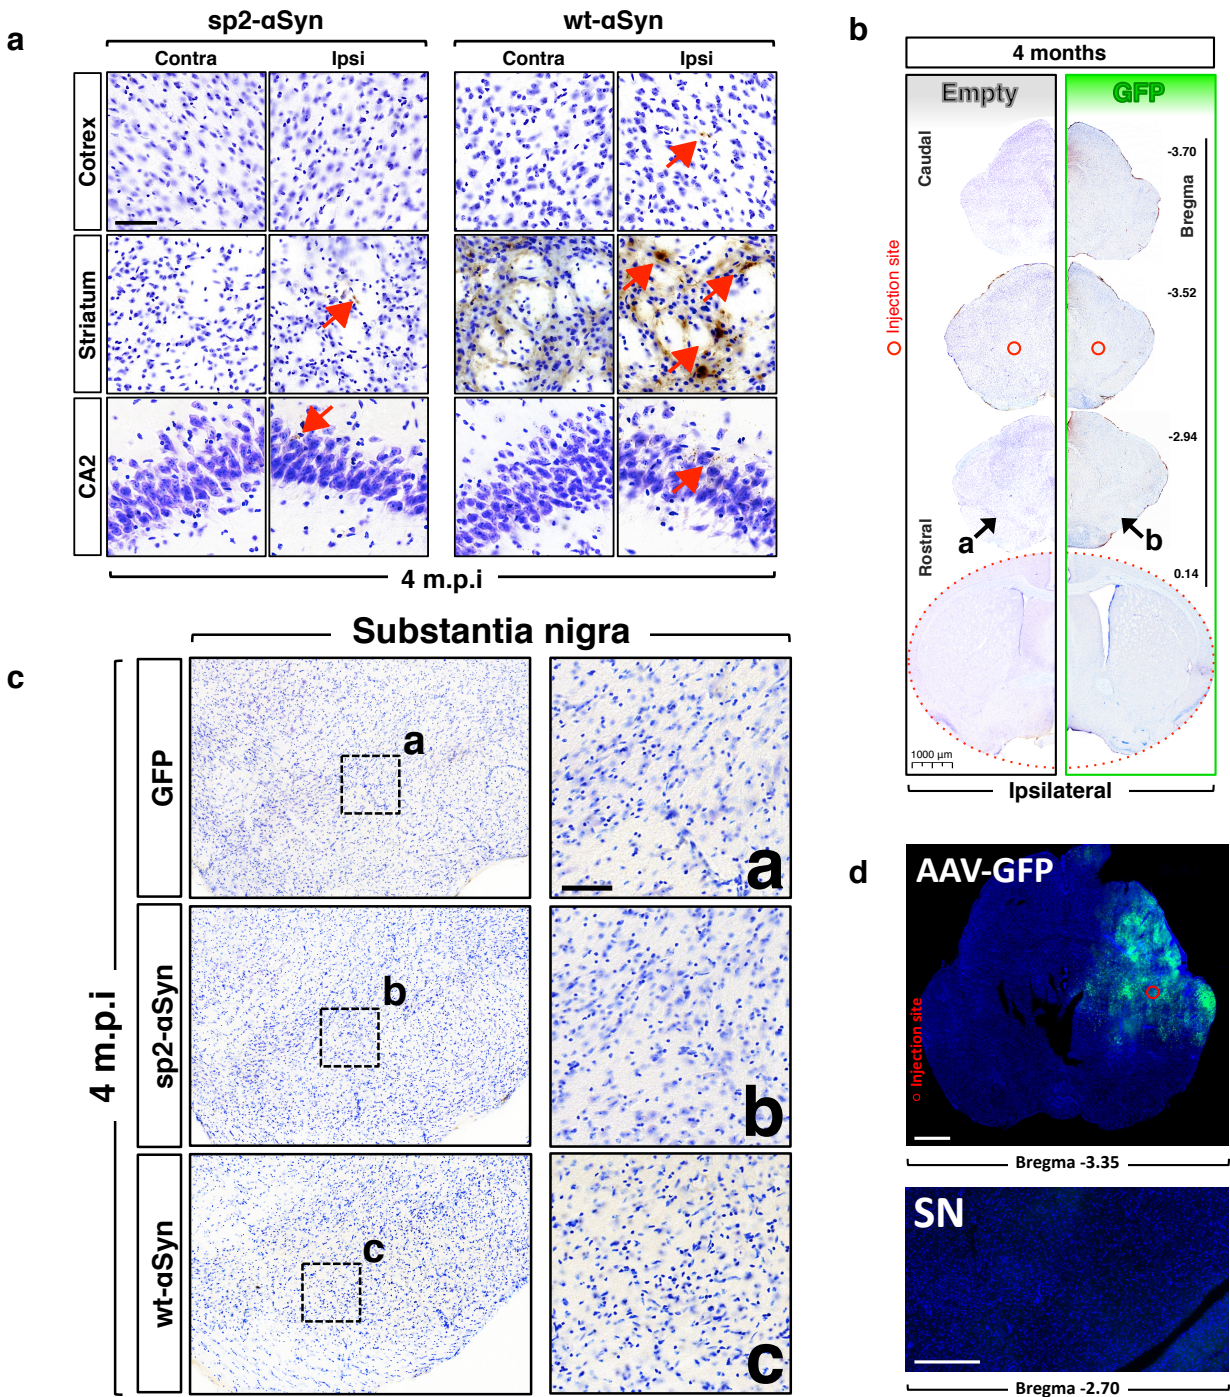 a
sp2-αSyn
wt-αSyn
Contra
Ipsi
Contra
Ipsi
Cotrex
Striatum
CA2
4 m.p.i
b
4 months
Empty
GFP
Caudal
Rostral
Injection site
Bregma
-3.70
-3.52
-2.94
0.14
a
b
1000 µm
Ipsilateral
c
Substantia nigra
4 m.p.i
GFP
a
a
sp2-αSyn
b
b
wt-αSyn
c
c
d
AAV-GFP
Injection site
Bregma -3.35
SN
Bregma -2.70